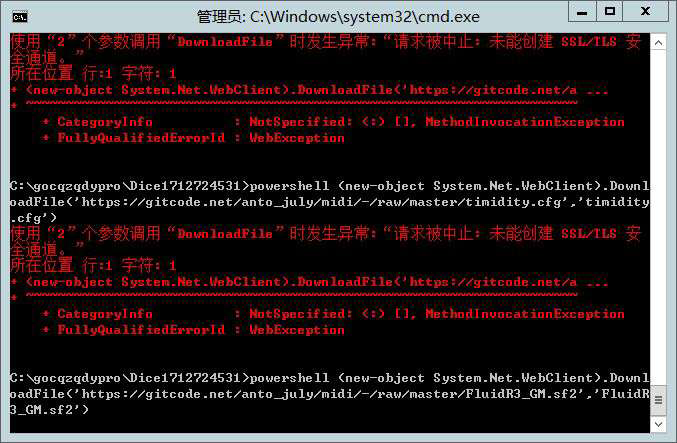 管理员: C:\Windows\system32\cmd.exe
使用“2”个参数调用“DownloadFile”时发生异常:“请求被中止: 未能创建 SSL/TLS 安
全通道。”
所在位置 行:1 字符: 1
+ (new-object System.Net.WebClient).DownloadFile('https://gitcode.net/a ...
+ ~~~~~~~~~~~~~~~~~~~~~~~~~~~~~~~~~~~~~~~~~~~~~~~~~~~~~~~~~~~~~~~~~~~~~
+ CategoryInfo : NotSpecified: (:) [], MethodInvocationException
+ FullyQualifiedErrorId : WebException
C:\gocqzqdypro\Dice1712724531>powershell (new-object System.Net.WebClient).Downl
oadFile('https://gitcode.net/anto_july/midi/-/raw/master/timidity.cfg','timidity
.cfg')
使用“2”个参数调用“DownloadFile”时发生异常:“请求被中止: 未能创建 SSL/TLS 安
全通道。”
所在位置 行:1 字符: 1
+ (new-object System.Net.WebClient).DownloadFile('https://gitcode.net/a ...
+ ~~~~~~~~~~~~~~~~~~~~~~~~~~~~~~~~~~~~~~~~~~~~~~~~~~~~~~~~~~~~~~~~~~~~~
+ CategoryInfo : NotSpecified: (:) [], MethodInvocationException
+ FullyQualifiedErrorId : WebException
C:\gocqzqdypro\Dice1712724531>powershell (new-object System.Net.WebClient).Downl
oadFile('https://gitcode.net/anto_july/midi/-/raw/master/FluidR3_GM.sf2','FluidR
3_GM.sf2')